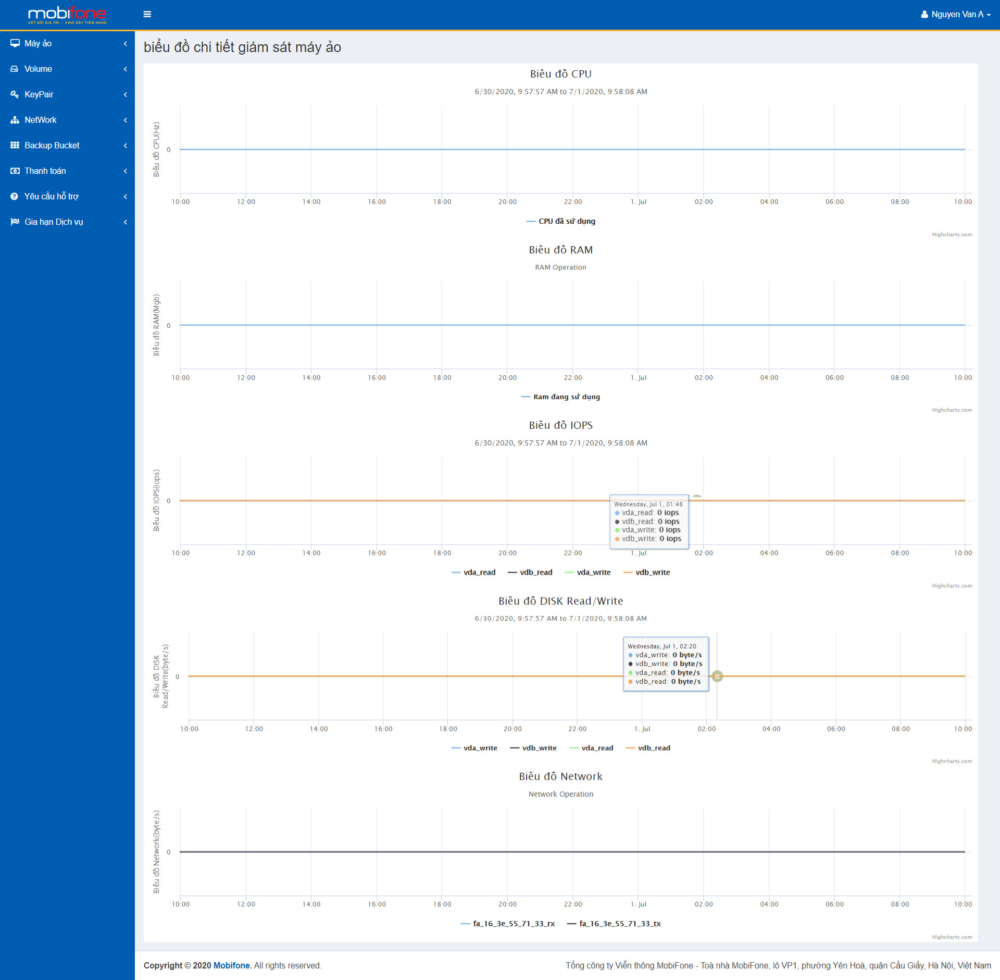 mobifone
KẾT NỐI GIÁ TRỊ - KHƠI DẬY TIỀM NĂNG
Nguyen Van A
Máy ảo
Volume
KeyPair
NetWork
Backup Bucket
Thanh toán
Yêu cầu hỗ trợ
Gia hạn Dịch vụ
biểu đồ chi tiết giám sát máy ảo
Biểu đồ CPU
6/30/2020, 9:57:57 AM to 7/1/2020, 9:58:08 AM
Biểu đồ CPU(Hz)
0
10:00 12:00 14:00 16:00 18:00 20:00 22:00 1. Jul 02:00 04:00 06:00 08:00 10:00
CPU đã sử dụng
Highcharts.com
Biểu đồ RAM
RAM Operation
Biểu đồ RAM(Mgb)
0
10:00 12:00 14:00 16:00 18:00 20:00 22:00 1. Jul 02:00 04:00 06:00 08:00 10:00
Ram đang sử dụng
Highcharts.com
Biểu đồ IOPS
6/30/2020, 9:57:57 AM to 7/1/2020, 9:58:08 AM
Biểu đồ IOPS(iops)
0
Wednesday, Jul 1, 01:48
vda_read: 0 iops
vdb_read: 0 iops
vda_write: 0 iops
vdb_write: 0 iops
10:00 12:00 14:00 16:00 18:00 20:00 22:00 1. Jul 02:00 04:00 06:00 08:00 10:00
vda_read vdb_read vda_write vdb_write
Highcharts.com
Biểu đồ DISK Read/Write
6/30/2020, 9:57:57 AM to 7/1/2020, 9:58:08 AM
Biểu đồ DISK
Read/Write(byte/s)
0
Wednesday, Jul 1, 02:20
vda_write: 0 byte/s
vdb_write: 0 byte/s
vda_read: 0 byte/s
vdb_read: 0 byte/s
10:00 12:00 14:00 16:00 18:00 20:00 22:00 1. Jul 02:00 04:00 06:00 08:00 10:00
vda_write vdb_write vda_read vdb_read
Highcharts.com
Biểu đồ Network
Network Operation
Biểu đồ Network(byte/s)
0
10:00 12:00 14:00 16:00 18:00 20:00 22:00 1. Jul 02:00 04:00 06:00 08:00 10:00
fa_16_3e_55_71_33_rx fa_16_3e_55_71_33_tx
Highcharts.com
Copyright © 2020 Mobifone. All rights reserved.
Tổng công ty Viễn thông MobiFone - Toà nhà MobiFone, lô VP1, phường Yên Hoà, quận Cầu Giấy, Hà Nội, Việt Nam